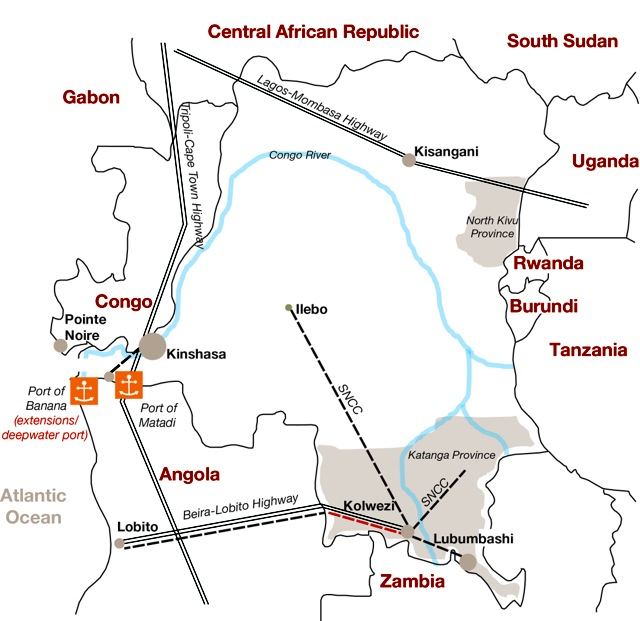 Central African Republic
South Sudan
Gabon
Lagos-Mombasa Highway
Tripoli-Cape Town Highway
Congo River
Kisangani
Uganda
North Kivu
Province
Rwanda
Burundi
Congo
Ilebo
Pointe
Noire
Kinshasa
Tanzania
Port of
Banana
(extensions/
deepwater port)
Port of
Matadi
SNCC
Katanga Province
Angola
SNCC
Atlantic
Ocean
Beira-Lobito Highway
Kolwezi
Lobito
Lubumbashi
Zambia